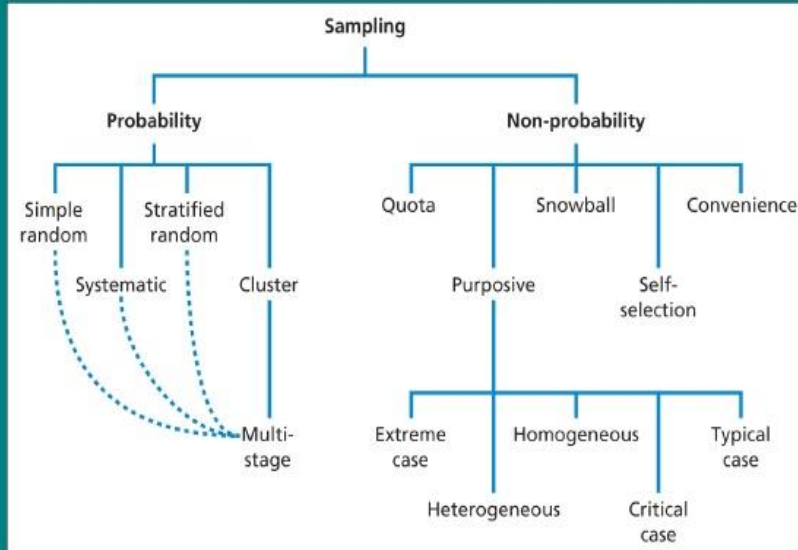 Sampling
Probability
Non-probability
Simple
random
Stratified
random
Quota
Snowball
Convenience
Systematic
Cluster
Purposive
Self-
selection
Multi-
stage
Extreme
case
Homogeneous
Typical
case
Heterogeneous
Critical
case